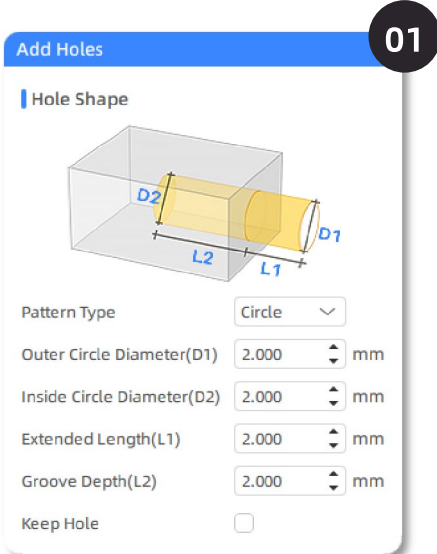 01
Add Holes
Hole Shape
D2
D1
L2
L1
Pattern Type Circle
Outer Circle Diameter(D1) 2.000 mm
Inside Circle Diameter(D2) 2.000 mm
Extended Length(L1) 2.000 mm
Groove Depth(L2) 2.000 mm
Keep Hole